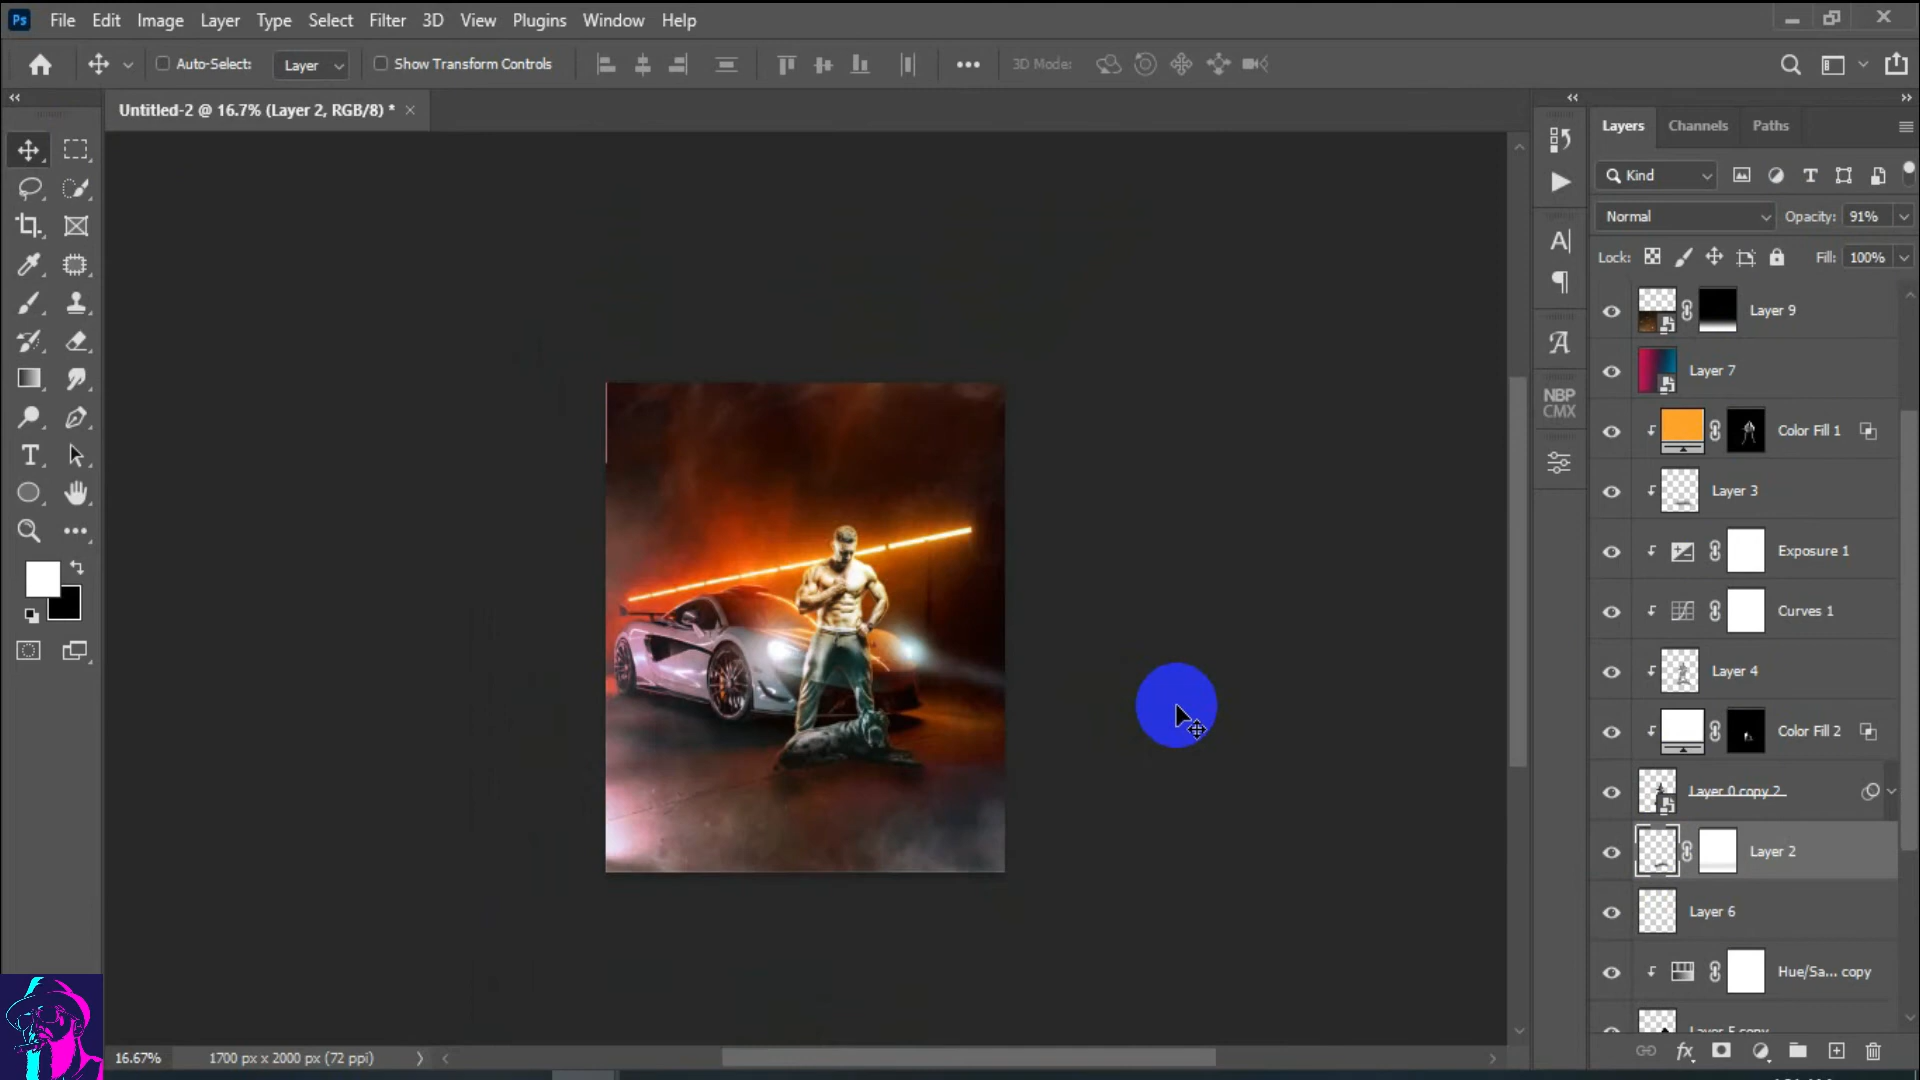 Ps File Edit Image Layer Type Select Filter 3D View Plugins Window Help
Auto-Select: Layer Show Transform Controls 3D Mode:
Untitled-2 @ 16.7% (Layer 2, RGB/8) *
Layers Channels Paths
Kind
Normal Opacity: 91%
Lock: Fill: 100%
NBP
CMX
Layer 9
Layer 7
Color Fill 1
Layer 3
Exposure 1
Curves 1
Layer 4
Color Fill 2
Layer 0 copy 2
Layer 2
Layer 6
Hue/Sa... copy
Layer 5 copy
16.67% 1700 px x 2000 px (72 ppi)